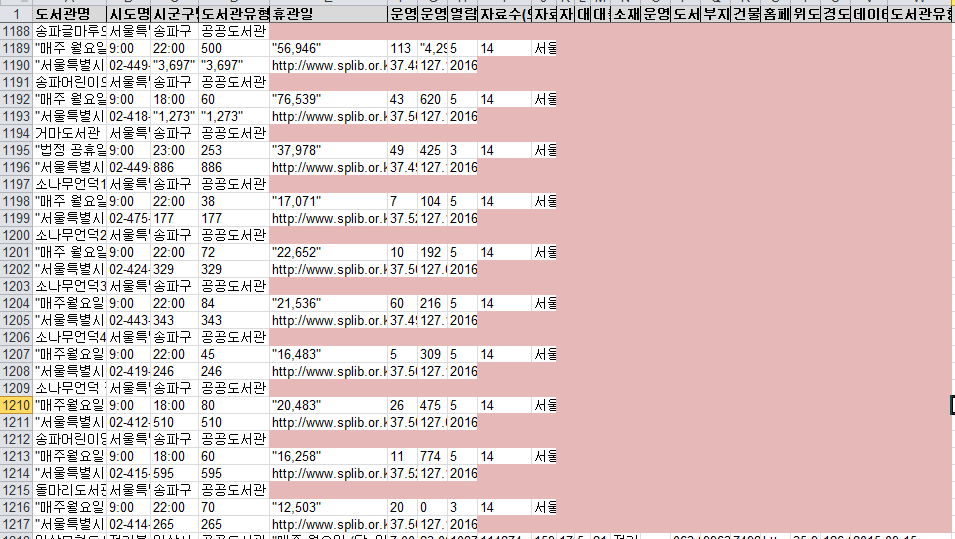 1 도서관명 시도명 시군구 도서관유형 휴관일 운영 운영 열람 자료수( 자료 자 대 대출 소재 운영 도서 부지 건물 홈페 위도 경도 데이터 도서관유형
1188 송파글마루 서울특 송파구 공공도서관
1189 "매주 월요일 9:00 22:00 500 "56,946" 113 "4,29 5 14 서울
1190 "서울특별시 02-449- "3,697" "3,697" http://www.splib.or.k 37.48 127. 2016
1191 송파어린이 서울특 송파구 공공도서관
1192 "매주 월요일 9:00 18:00 60 "76,539" 43 620 5 14 서울
1193 "서울특별시 02-418- "1,273" "1,273" http://www.splib.or.k 37.50 127. 2016
1194 거마도서관 서울특 송파구 공공도서관
1195 "법정 공휴일 9:00 23:00 253 "37,978" 49 425 3 14 서울
1196 "서울특별시 02-449- 886 886 http://www.splib.or.k 37.49 127. 2016
1197 소나무언덕1 서울특 송파구 공공도서관
1198 "매주 월요일 9:00 22:00 38 "17,071" 7 104 5 14 서울
1199 "서울특별시 02-475- 177 177 http://www.splib.or.k 37.52 127. 2016
1200 소나무언덕2 서울특 송파구 공공도서관
1201 "매주 월요일 9:00 22:00 72 "22,652" 10 192 5 14 서울
1202 "서울특별시 02-424- 329 329 http://www.splib.or.k 37.50 127.0 2016
1203 소나무언덕3 서울특 송파구 공공도서관
1204 "매주월요일 9:00 22:00 84 "21,536" 60 216 5 14 서울
1205 "서울특별시 02-443- 343 343 http://www.splib.or.k 37.49 127. 2016
1206 소나무언덕4 서울특 송파구 공공도서관
1207 "매주월요일 9:00 22:00 45 "16,483" 5 309 5 14 서울
1208 "서울특별시 02-419- 246 246 http://www.splib.or.k 37.50 127.0 2016
1209 소나무언덕 서울특 송파구 공공도서관
1210 "매주월요일 9:00 18:00 80 "20,483" 26 475 5 14 서울
1211 "서울특별시 02-412- 510 510 http://www.splib.or.k 37.50 127.0 2016
1212 송파어린이영 서울특 송파구 공공도서관
1213 "매주월요일 9:00 18:00 60 "16,258" 11 774 5 14 서울
1214 "서울특별시 02-415- 595 595 http://www.splib.or.k 37.50 127. 2016
1215 돌마리도서관 서울특 송파구 공공도서관
1216 "매주월요일 9:00 22:00 70 "12,503" 20 0 3 14 서울
1217 "서울특별시 02-414- 265 265 http://www.splib.or.k 37.50 127. 2016